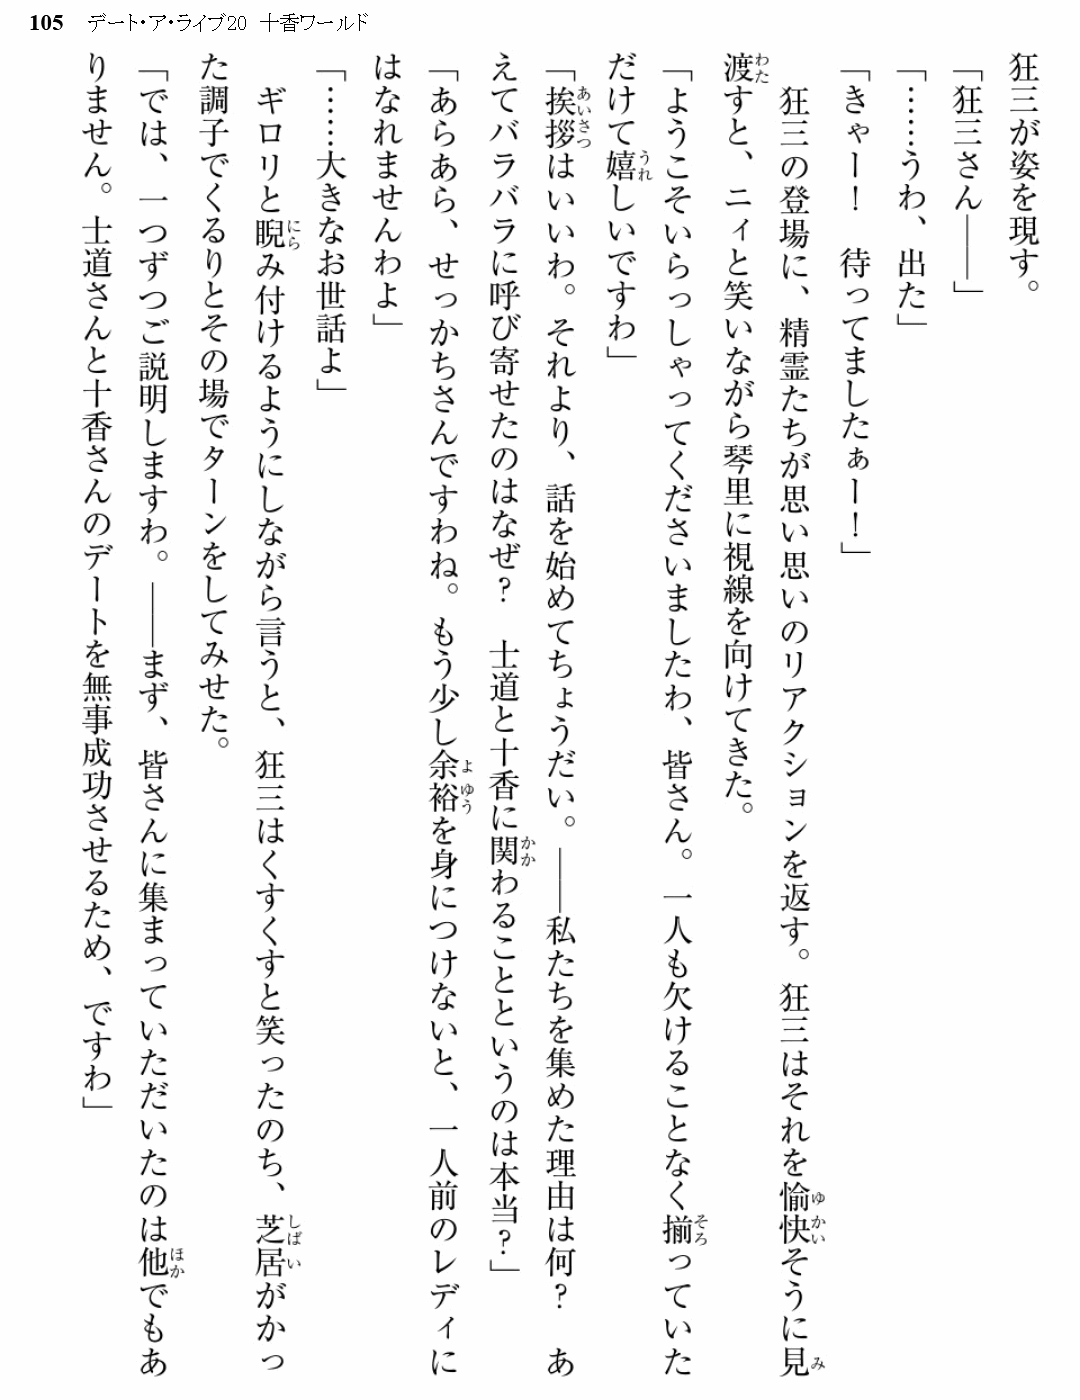 105 デート・ア・ライブ20 十香ワールド
狂三が姿を現す。
「狂三さん――」
「……うわ、出た」
「きゃー！　待ってましたぁー！」
　狂三の登場に、精霊たちが思い思いのリアクションを返す。狂三はそれを愉快そうに見
渡すと、ニィと笑いながら琴里に視線を向けてきた。
「ようこそいらっしゃってくださいましたわ、皆さん。一人も欠けることなく揃っていた
だけて嬉しいですわ」
「挨拶はいいわ。それより、話を始めてちょうだい。――私たちを集めた理由は何？　あ
えてバラバラに呼び寄せたのはなぜ？　士道と十香に関わることというのは本当？」
「あらあら、せっかちさんですわね。もう少し余裕を身につけないと、一人前のレディに
はなれませんわよ」
「……大きなお世話よ」
　ギロリと睨み付けるようにしながら言うと、狂三はくすくすと笑ったのち、芝居がかっ
た調子でくるりとその場でターンをしてみせた。
「では、一つずつご説明しますわ。――まず、皆さんに集まっていただいたのは他でもあ
りません。士道さんと十香さんのデートを無事成功させるため、ですわ」